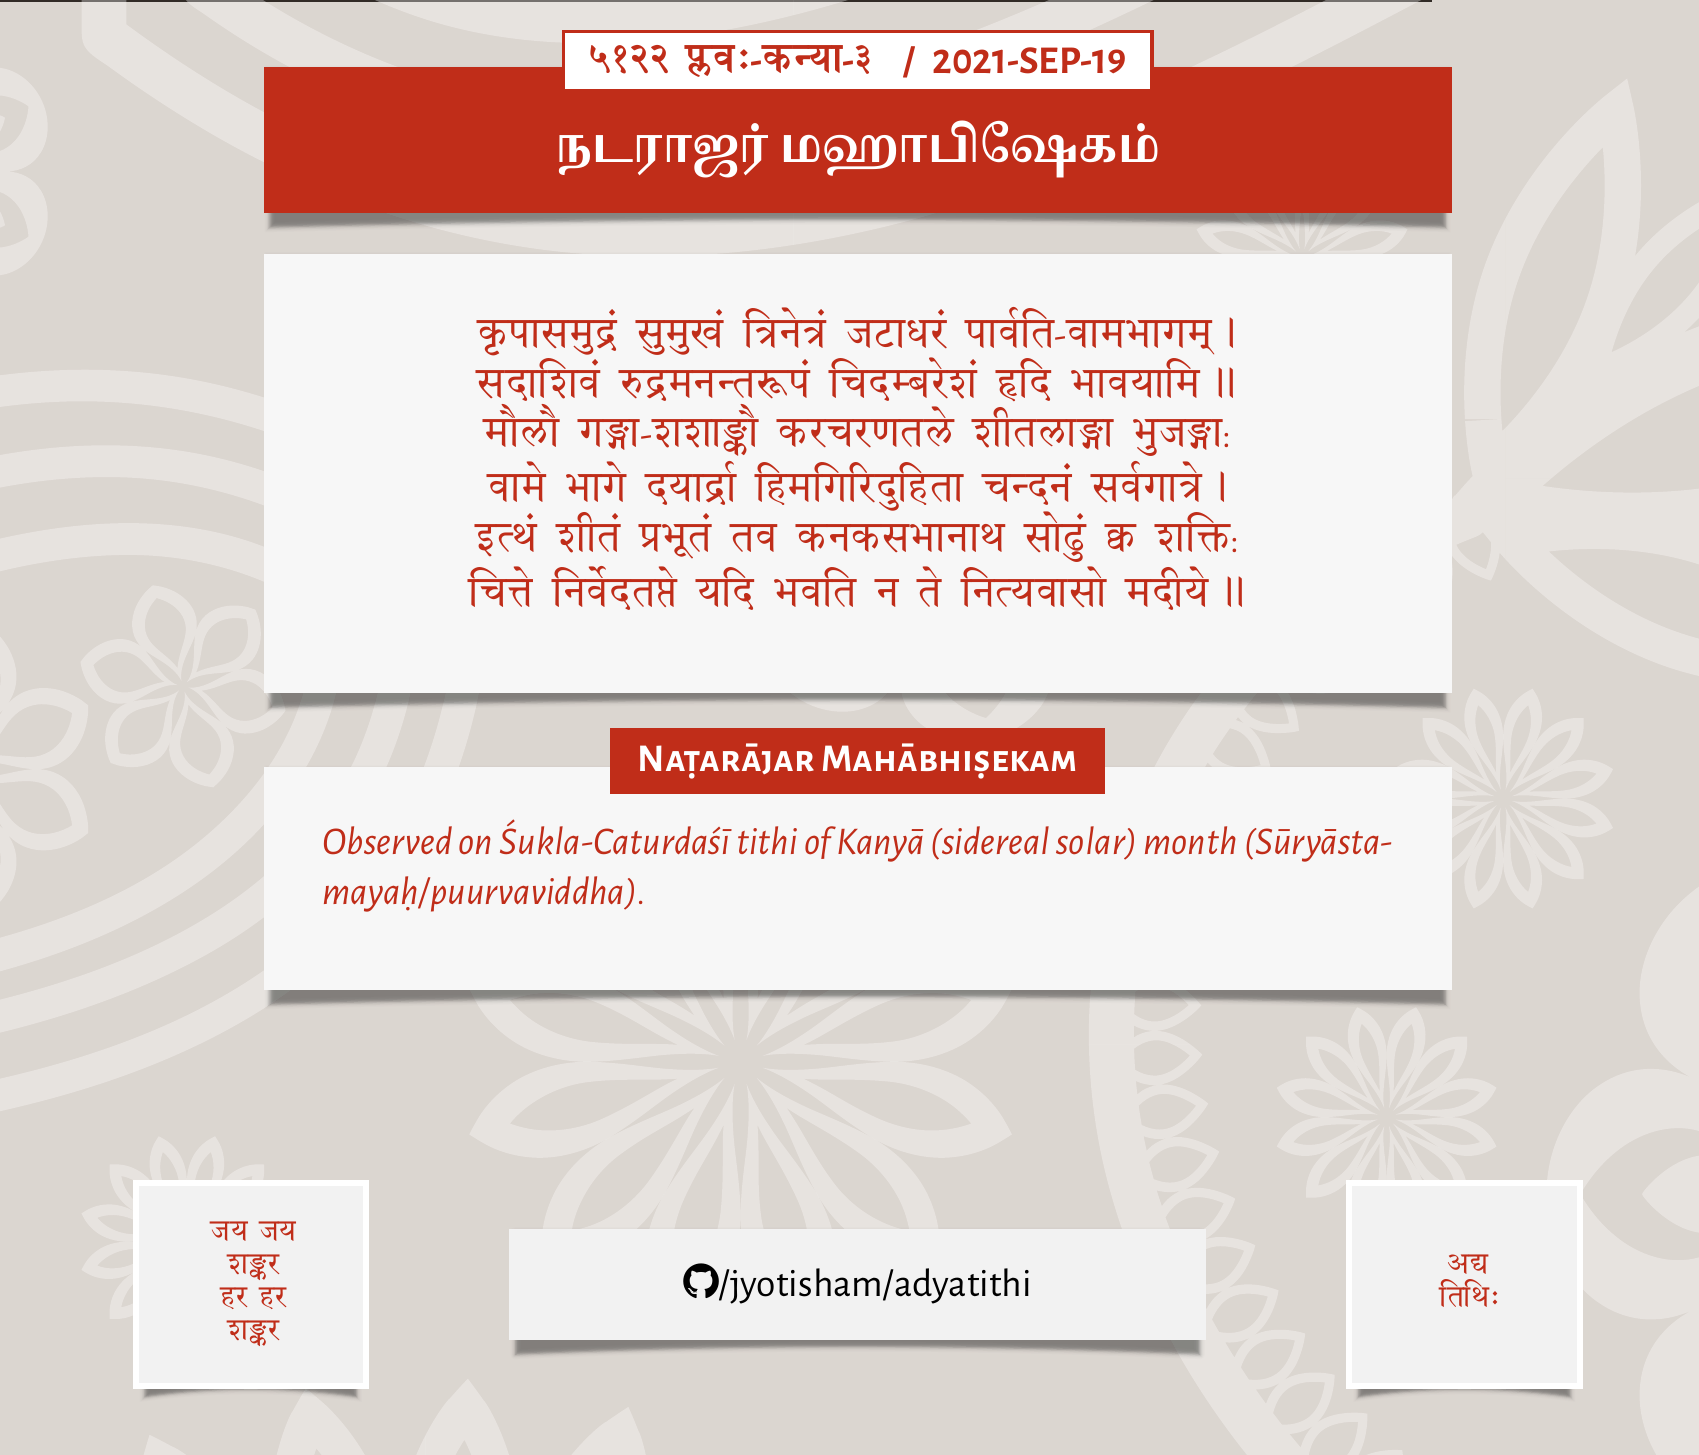 ५१२२ प्लवः-कन्या-३ / 2021-SEP-19
நடராஜர் மஹாபிஷேகம்
कृपासमुद्रं सुमुखं त्रिनेत्रं जटाधरं पार्वति-वामभागम् ।
सदाशिवं रुद्रमनन्तरूपं चिदम्बरेशं हृदि भावयामि ॥
मौलौ गङ्गा-शशाङ्कौ करचरणतले शीतलाङ्गा भुजङ्गाः
वामे भागे दयार्द्रा हिमगिरिदुहिता चन्दनं सर्वगात्रे ।
इत्थं शीतं प्रभूतं तव कनकसभानाथ सोढुं क्व शक्तिः
चित्ते निर्वेदतप्ते यदि भवति न ते नित्यवासो मदीये ॥
Naṭarājar Mahābhiṣekam
Observed on Śukla-Caturdaśī tithi of Kanyā (sidereal solar) month (Sūryāsta-
mayaḥ/puurvaviddha).
जय जय
शङ्कर
हर हर
शङ्कर
/jyotisham/adyatithi
अद्य
तिथिः